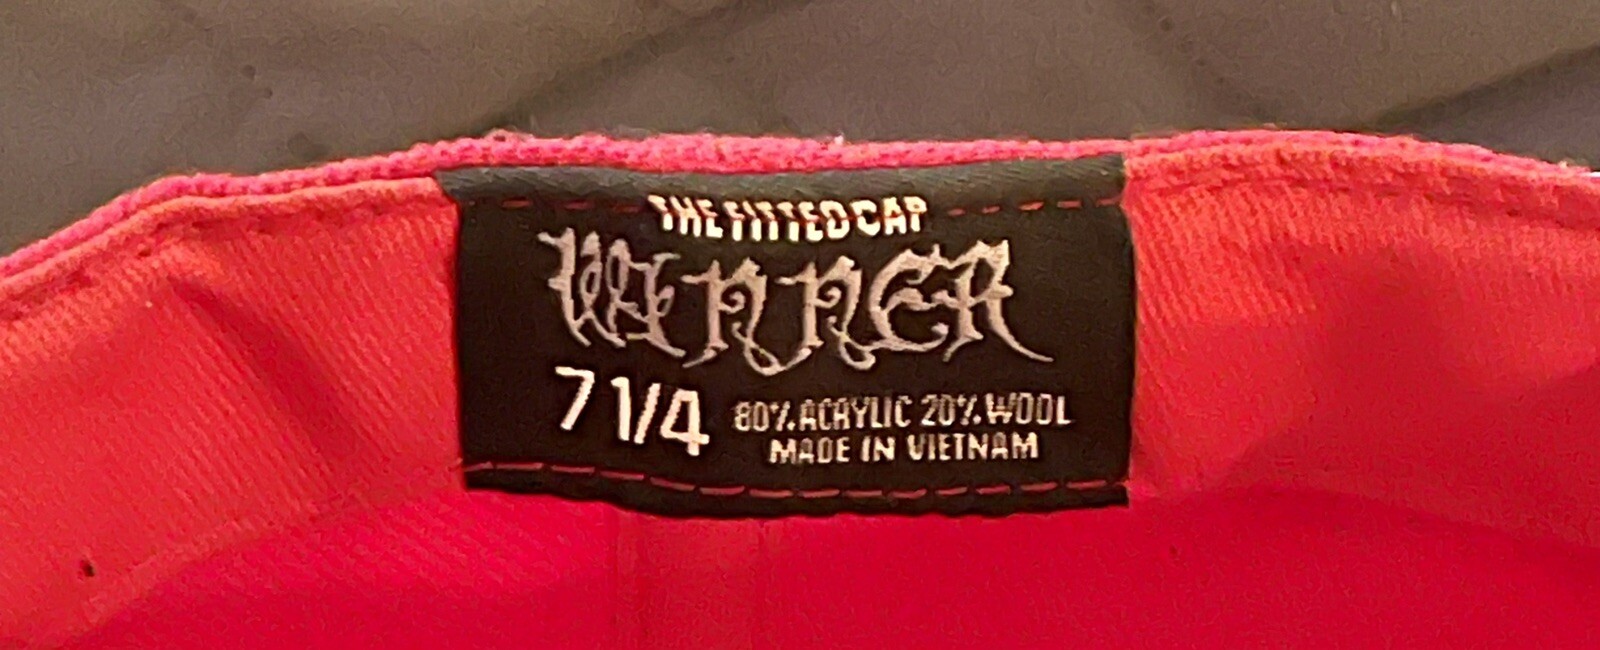 THE FITTED CAP
WINNER
7 1/4
80% ACRYLIC 20% WOOL
MADE IN VIETNAM